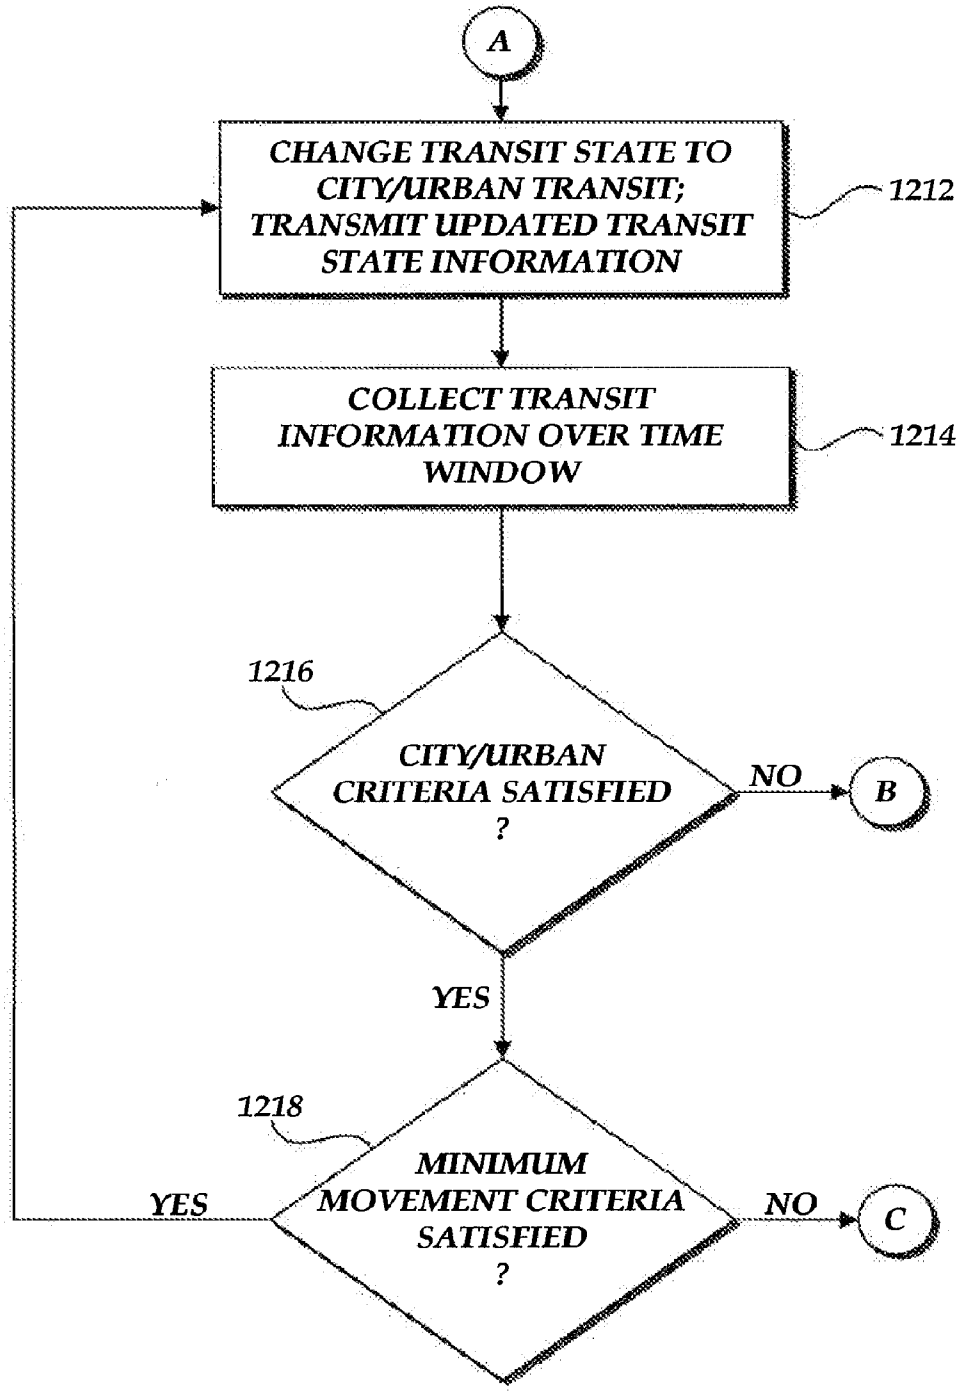 A
CHANGE TRANSIT STATE TO
CITY/URBAN TRANSIT;
TRANSMIT UPDATED TRANSIT
STATE INFORMATION
1212
COLLECT TRANSIT
INFORMATION OVER TIME
WINDOW
1214
1216
CITY/URBAN
CRITERIA SATISFIED
?
NO
B
YES
1218
MINIMUM
MOVEMENT CRITERIA
SATISFIED
?
YES
NO
C